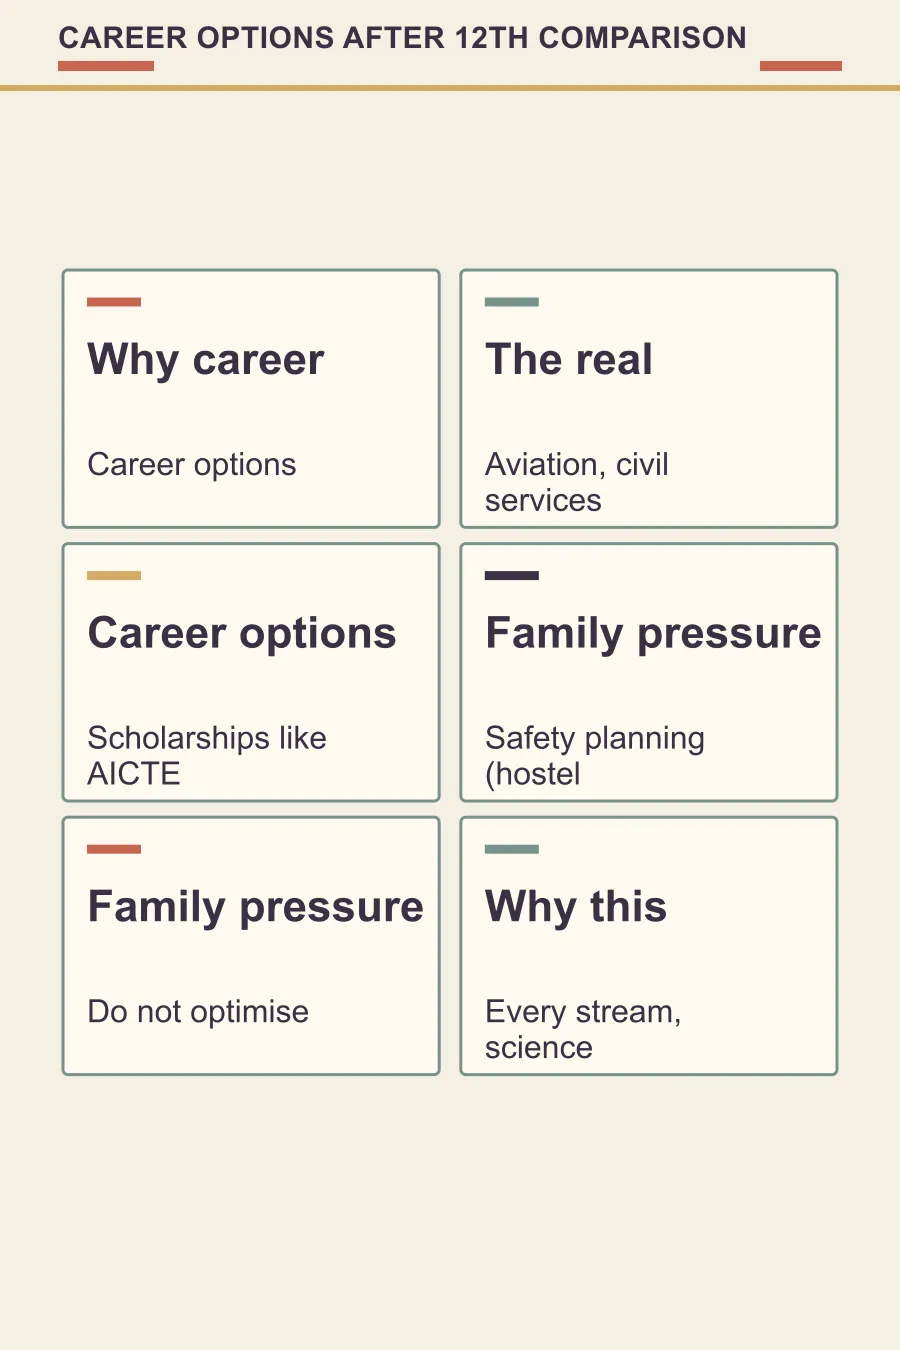 CAREER OPTIONS AFTER 12TH COMPARISON
Why career
Career options
The real
Aviation, civil
services
Career options
Scholarships like
AICTE
Family pressure
Safety planning
(hostel
Family pressure
Do not optimise
Why this
Every stream,
science